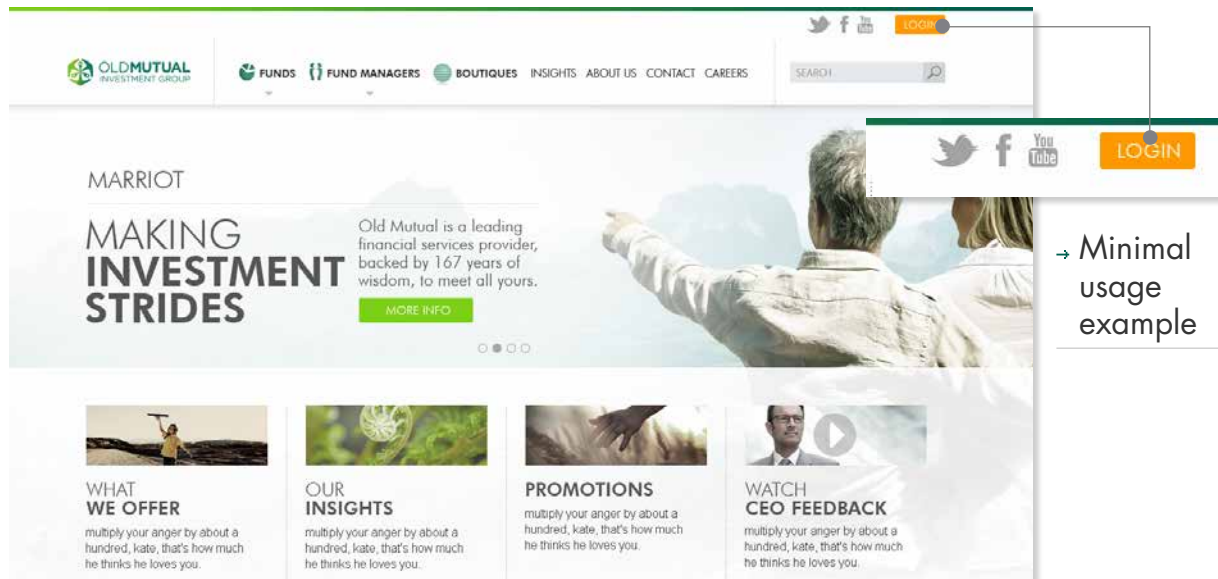 LOGIN
OLDMUTUAL
INVESTMENT GROUP
FUNDS FUND MANAGERS BOUTIQUES INSIGHTS ABOUT US CONTACT CAREERS
SEARCH
You
Tube
LOGIN
MARRIOT
MAKING
INVESTMENT
STRIDES
Old Mutual is a leading
financial services provider,
backed by 167 years of
wisdom, to meet all yours.
MORE INFO
→ Minimal
usage
example
WHAT
WE OFFER
multiply your anger by about a
hundred, kate, that's how much
he thinks he loves you.
OUR
INSIGHTS
multiply your anger by about a
hundred, kate, that's how much
he thinks he loves you.
PROMOTIONS
multiply your anger by about a
hundred, kate, that's how much
he thinks he loves you.
WATCH
CEO FEEDBACK
multiply your anger by about a
hundred, kate, that's how much
he thinks he loves you.